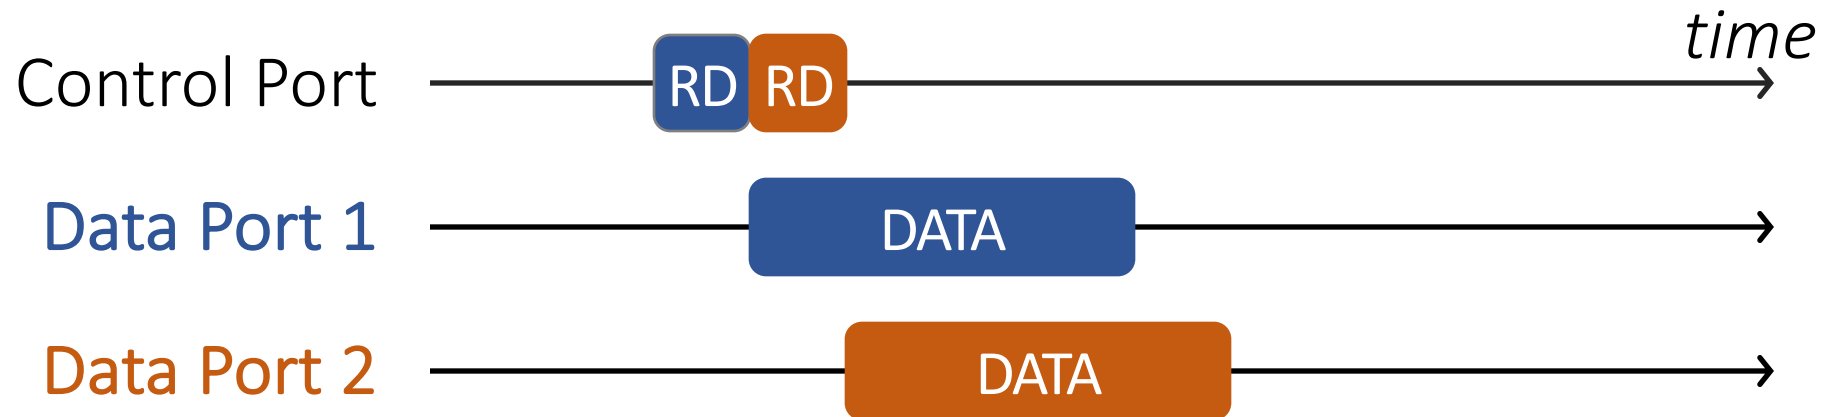 time
Control Port RD RD
Data Port 1 DATA
Data Port 2 DATA